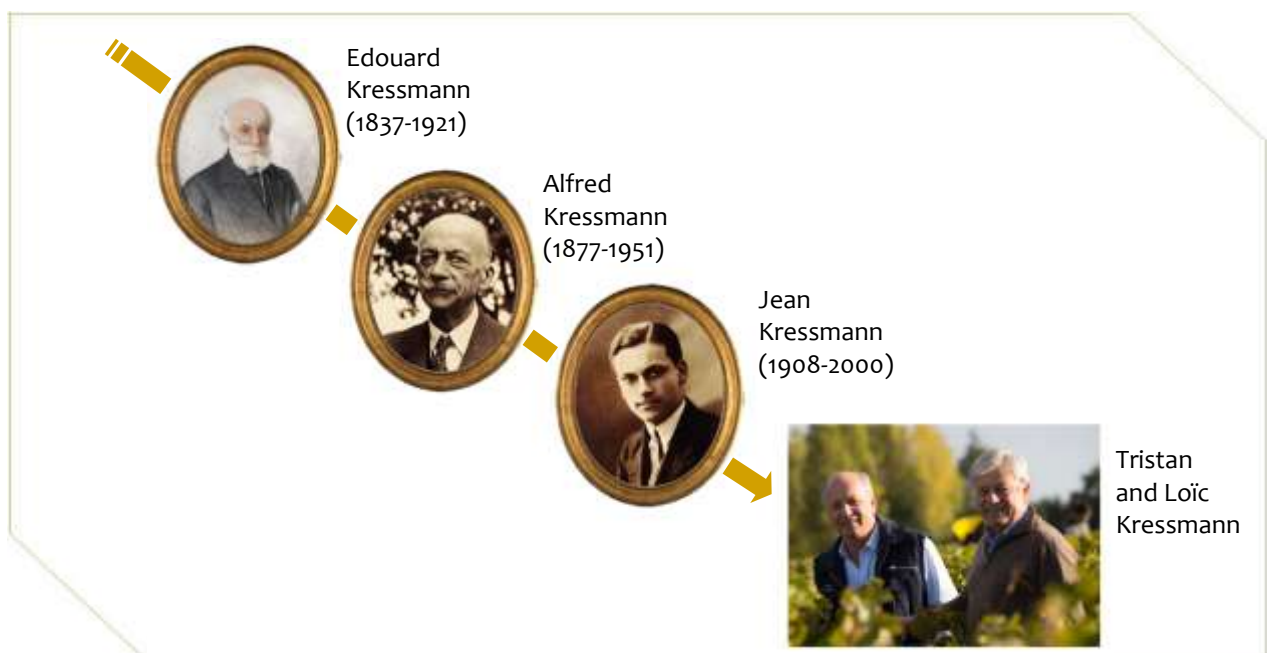 Edouard
Kressmann
(1837-1921)
Alfred
Kressmann
(1877-1951)
Jean
Kressmann
(1908-2000)
Tristan
and Loïc
Kressmann